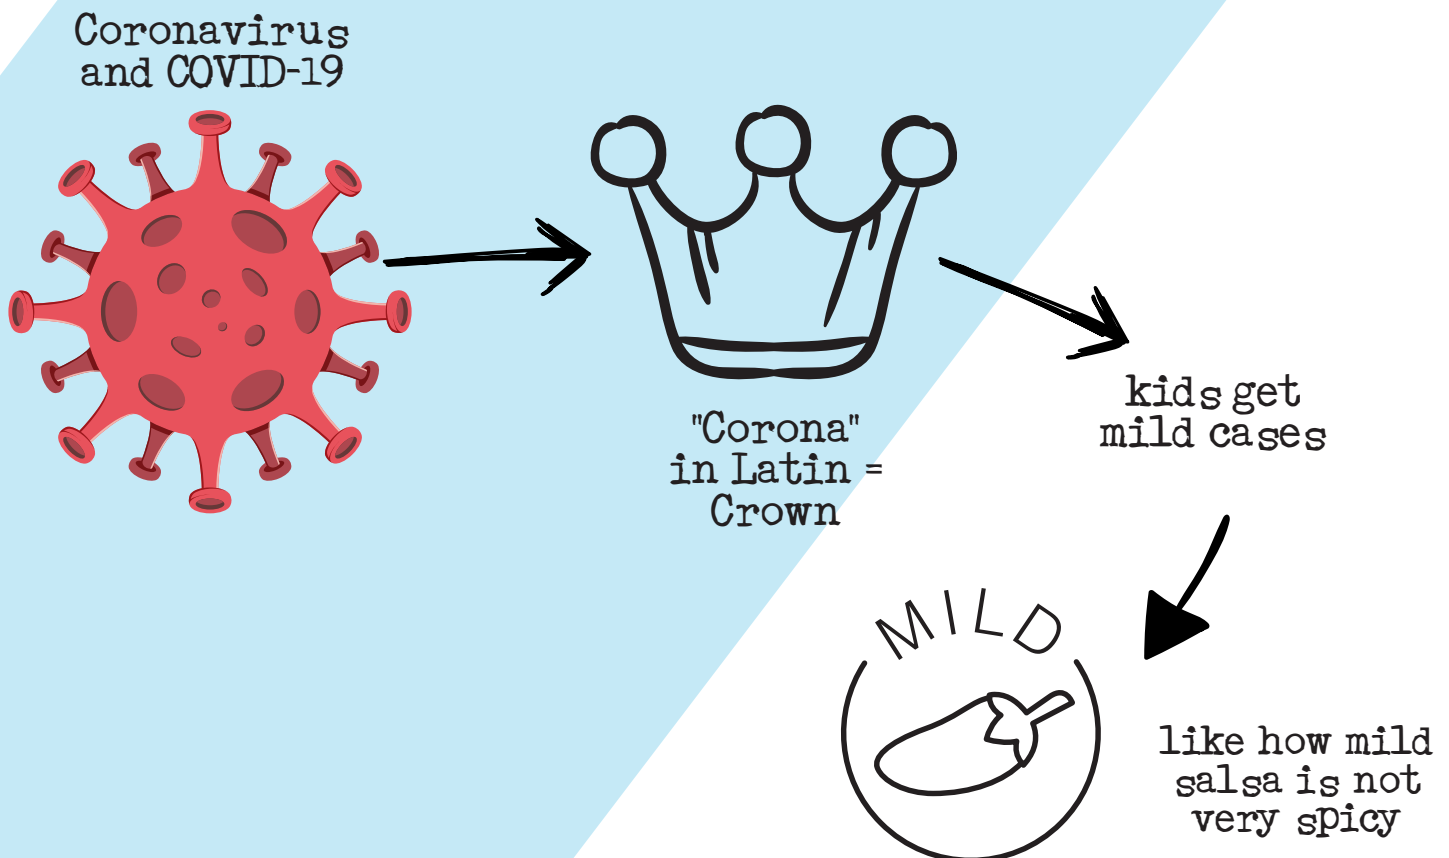 Coronavirus
and COVID-19
"Corona"
in Latin =
Crown
kids get
mild cases
MILD
like how mild
salsa is not
very spicy